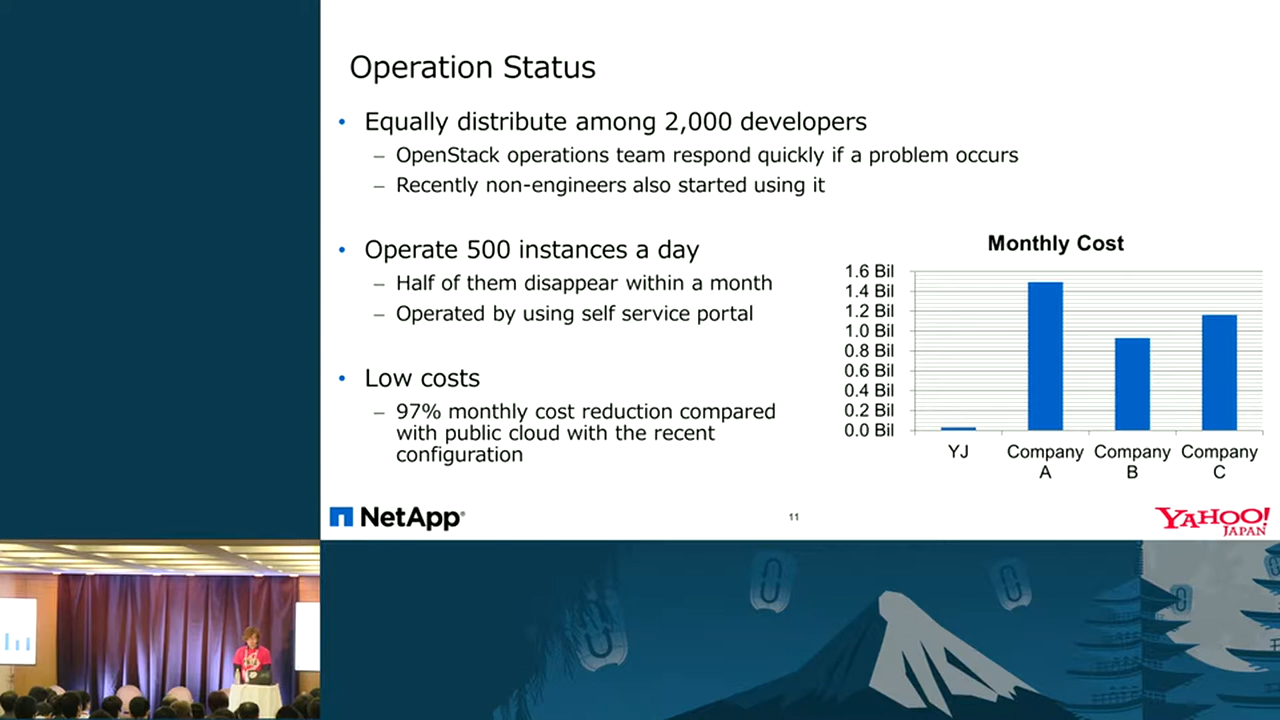 Operation Status
• Equally distribute among 2,000 developers
– OpenStack operations team respond quickly if a problem occurs
– Recently non-engineers also started using it
• Operate 500 instances a day
– Half of them disappear within a month
– Operated by using self service portal
• Low costs
– 97% monthly cost reduction compared
with public cloud with the recent
configuration
Monthly Cost
1.6 Bil
1.4 Bil
1.2 Bil
1.0 Bil
0.8 Bil
0.6 Bil
0.4 Bil
0.2 Bil
0.0 Bil
YJ
Company A
Company B
Company C
NetApp®
11
YAHOO!
JAPAN